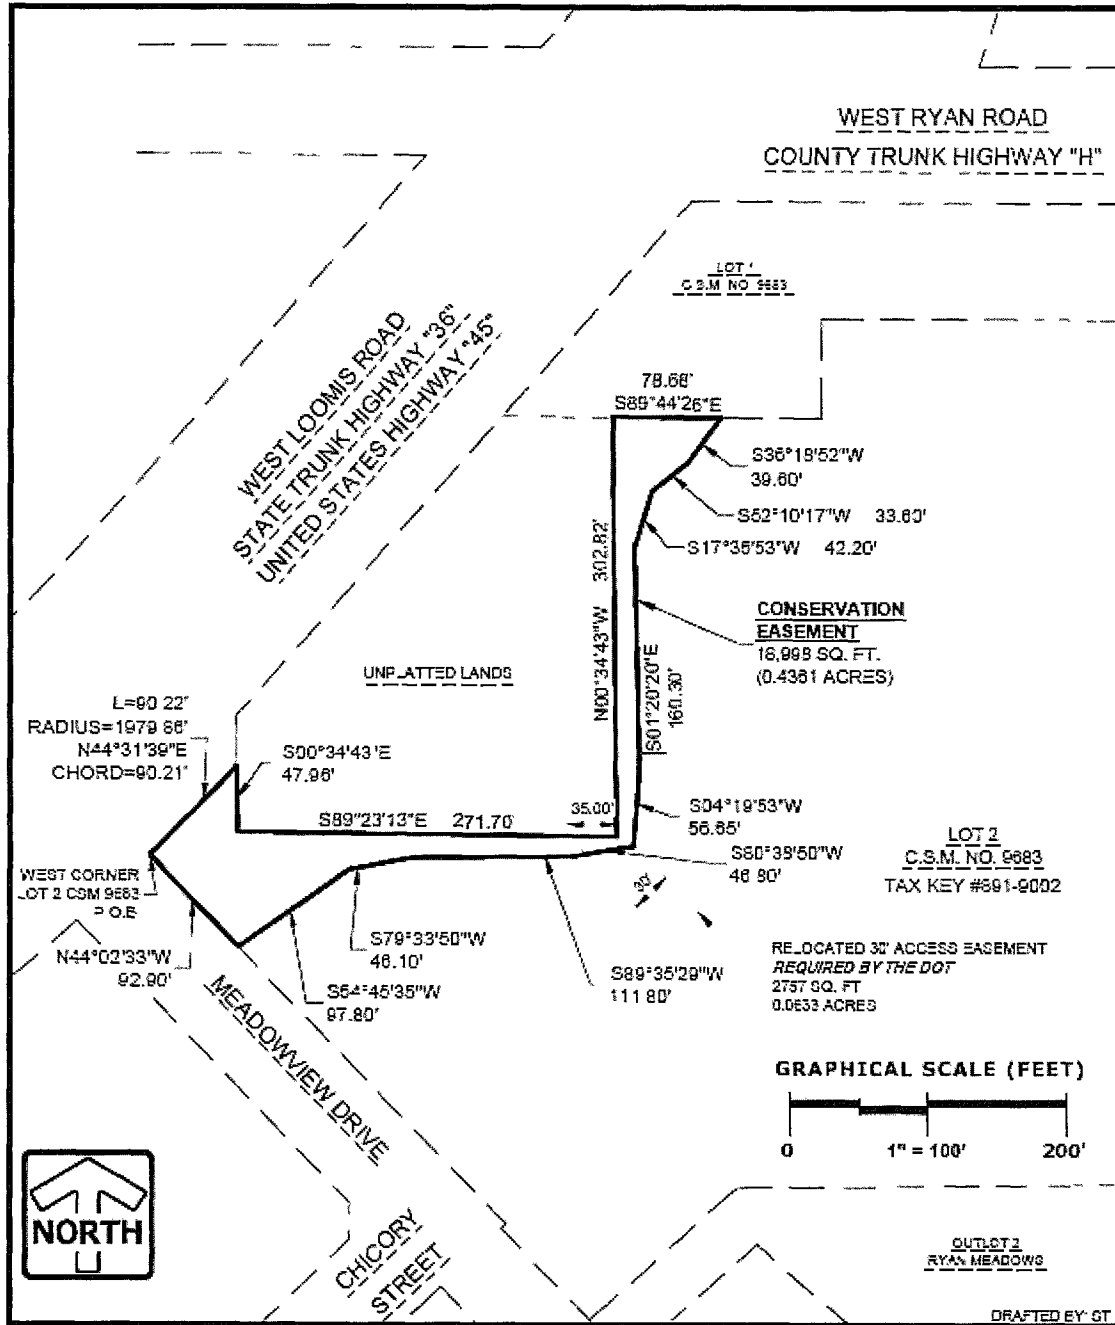 WEST RYAN ROAD
COUNTY TRUNK HIGHWAY "H"
LOT 1
C.S.M. NO. 9683
WEST LOOMIS ROAD
STATE TRUNK HIGHWAY "36"
UNITED STATES HIGHWAY "45"
78.68'
S89°44'26"E
S36°18'52"W
39.60'
S52°10'17"W 33.60'
S17°35'53"W 42.20'
302.82'
N00°34'43"W
CONSERVATION
EASEMENT
18,998 SQ. FT.
(0.4361 ACRES)
S01°20'20"E
160.30'
UNPLATTED LANDS
L=90.22'
RADIUS=1979.86'
N44°31'39"E
CHORD=90.21'
S00°34'43"E
47.96'
S89°23'13"E 271.70'
35.00'
S04°19'53"W
56.65'
S80°38'50"W
46.80'
LOT 2
C.S.M. NO. 9683
TAX KEY #891-9002
30'
WEST CORNER
LOT 2 CSM 9683
P.O.B.
N44°02'33"W
92.90'
S79°33'50"W
46.10'
S54°45'35"W
97.80'
S89°35'29"W
111.80'
RELOCATED 30' ACCESS EASEMENT
REQUIRED BY THE DOT
2757 SQ. FT
0.0633 ACRES
MEADOWVIEW DRIVE
GRAPHICAL SCALE (FEET)
0 1" = 100' 200'
NORTH
CHICORY
STREET
OUTLOT 2
RYAN MEADOWS
DRAFTED BY: ST